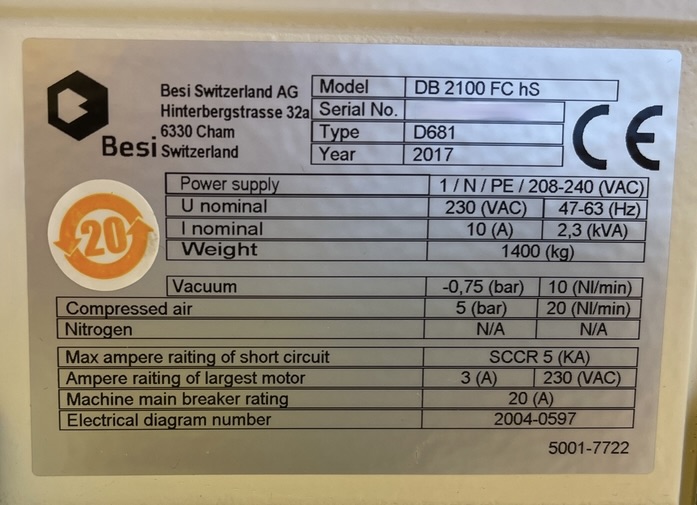 Besi
Besi Switzerland AG
Hinterbergstrasse 32a
6330 Cham
Switzerland
Model DB 2100 FC hS
Serial No.
Type D681
Year 2017
CE
20
Power supply 1 / N / PE / 208-240 (VAC)
U nominal 230 (VAC) 47-63 (Hz)
I nominal 10 (A) 2,3 (kVA)
Weight 1400 (kg)
Vacuum -0,75 (bar) 10 (Nl/min)
Compressed air 5 (bar) 20 (Nl/min)
Nitrogen N/A N/A
Max ampere raiting of short circuit SCCR 5 (KA)
Ampere raiting of largest motor 3 (A) 230 (VAC)
Machine main breaker rating 20 (A)
Electrical diagram number 2004-0597
5001-7722